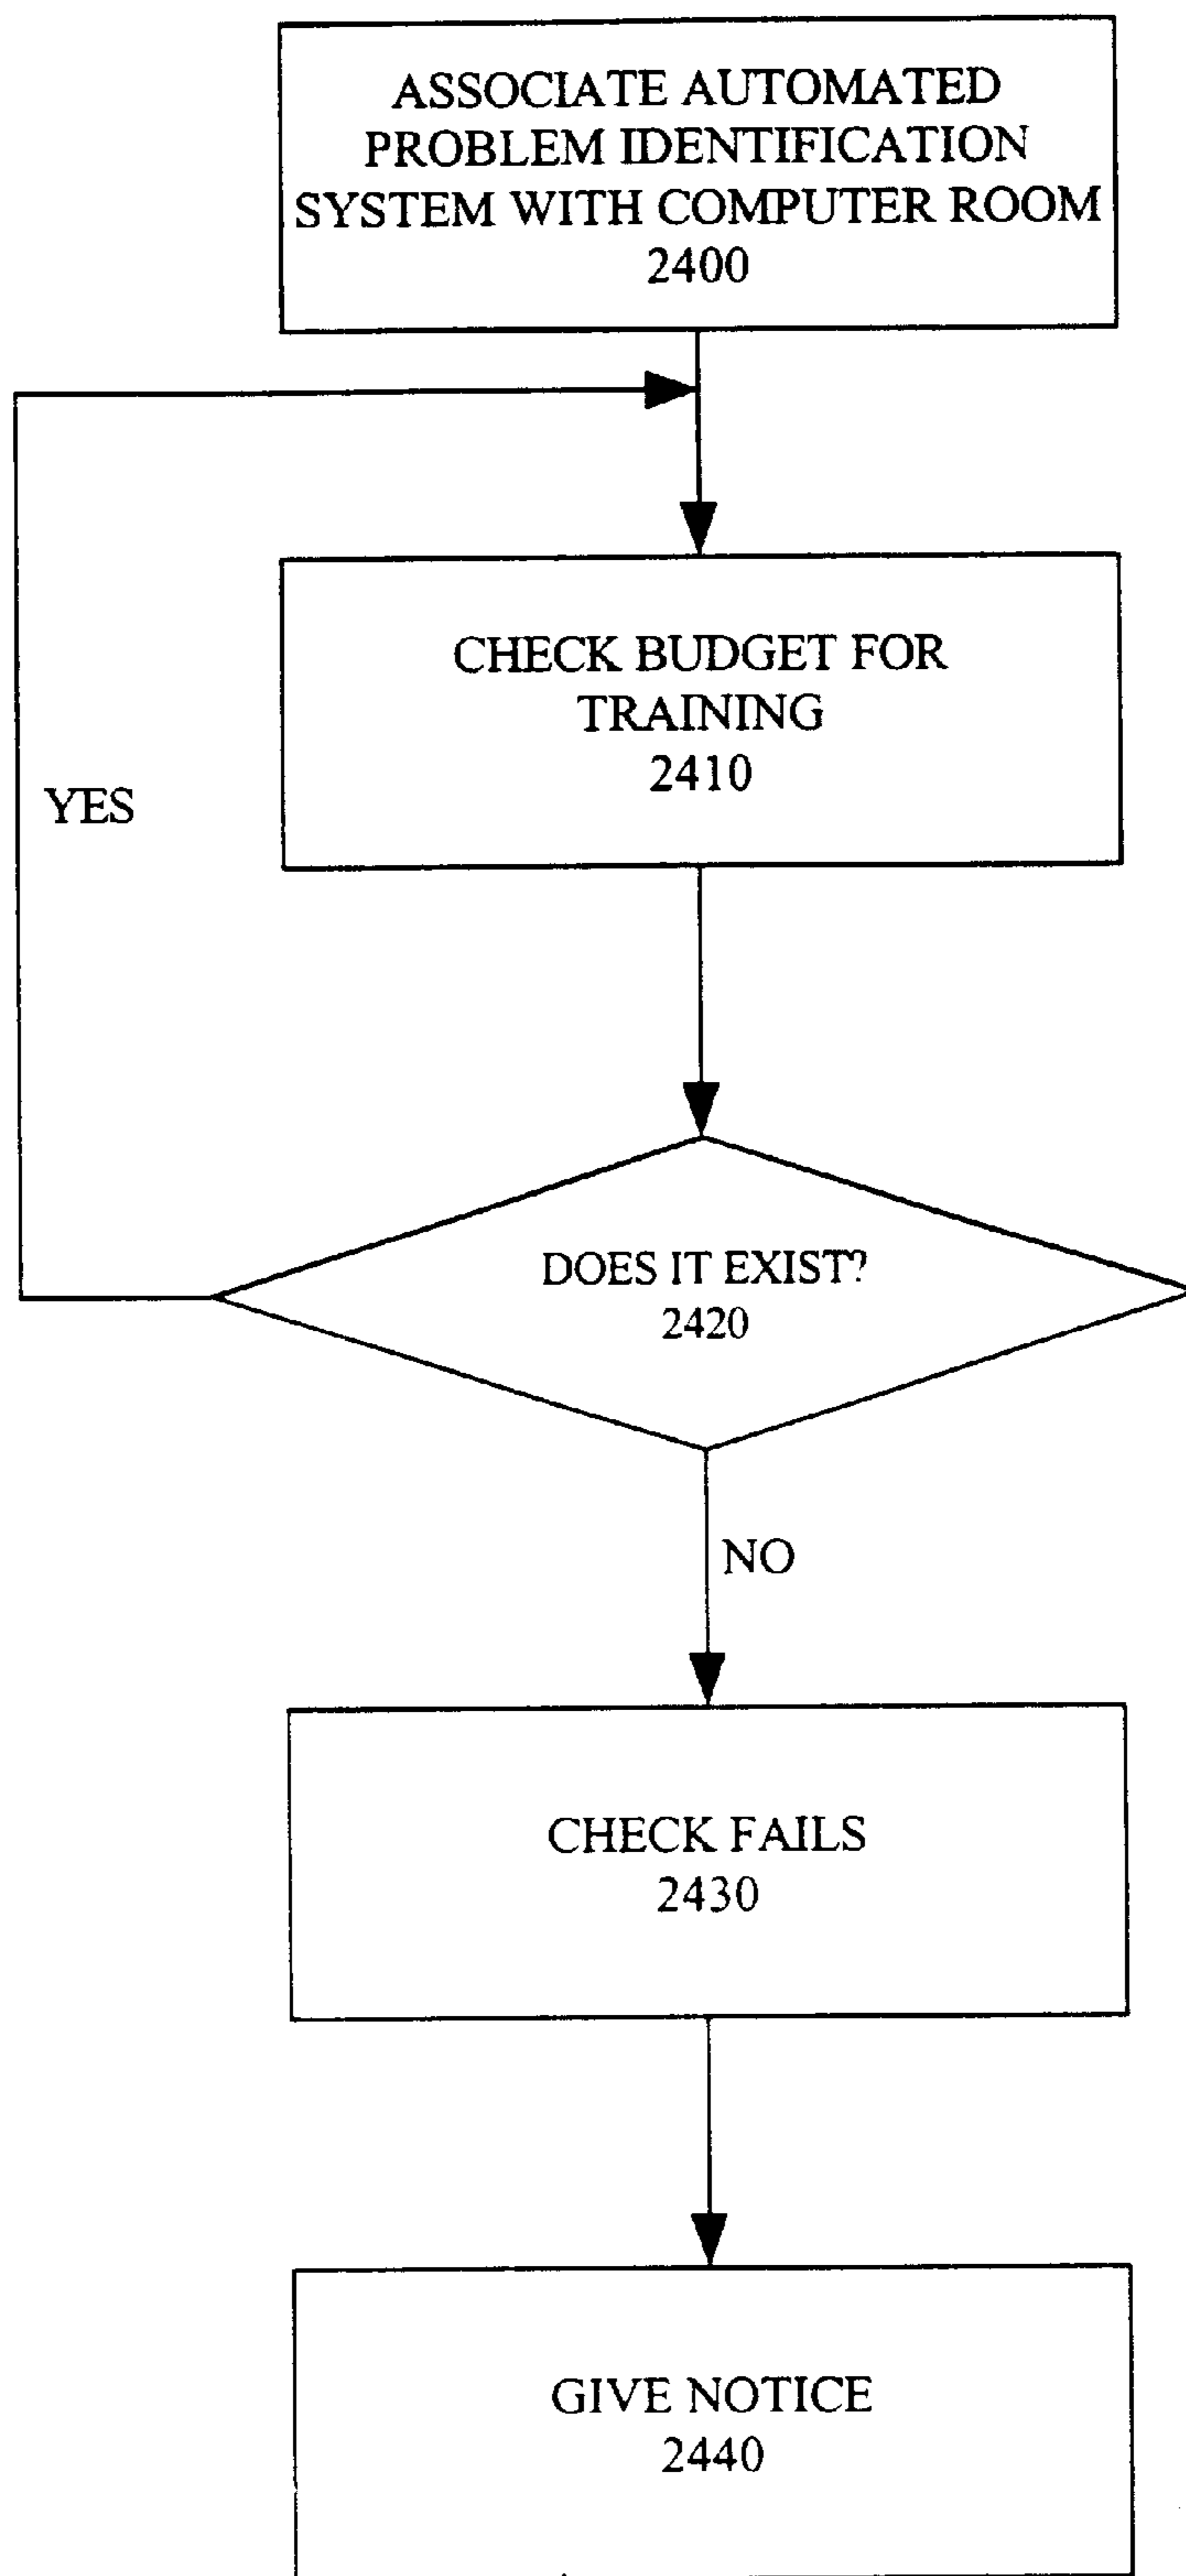 ASSOCIATE AUTOMATED
PROBLEM IDENTIFICATION
SYSTEM WITH COMPUTER ROOM
2400
CHECK BUDGET FOR
TRAINING
2410
YES
DOES IT EXIST?
2420
NO
CHECK FAILS
2430
GIVE NOTICE
2440